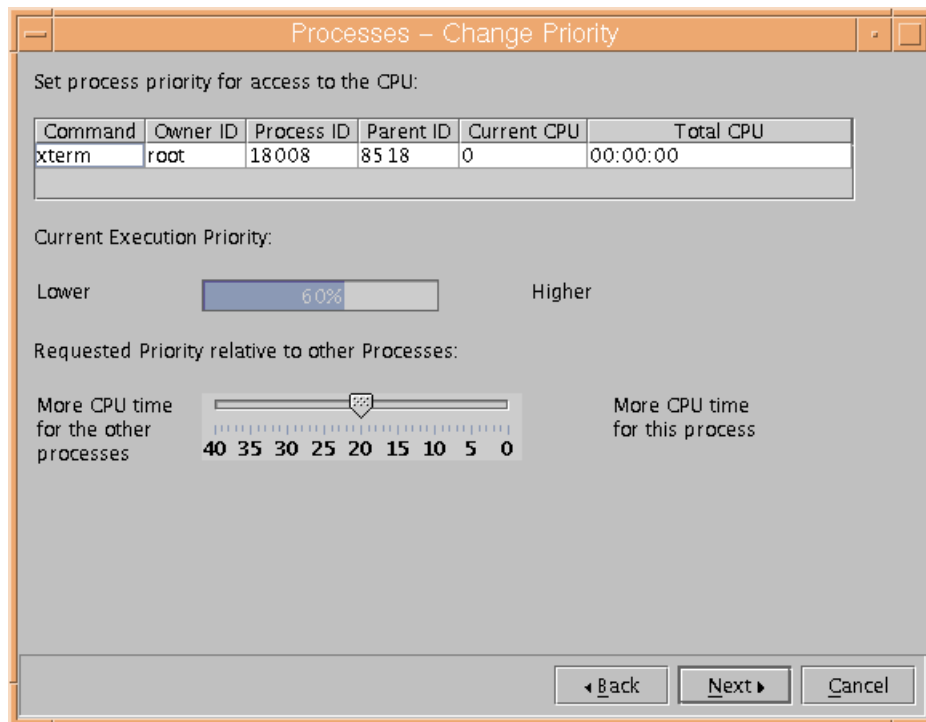 Processes – Change Priority
Set process priority for access to the CPU:
Command Owner ID Process ID Parent ID Current CPU Total CPU
xterm root 18008 8518 0 00:00:00
Current Execution Priority:
Lower 60% Higher
Requested Priority relative to other Processes:
More CPU time More CPU time
for the other for this process
processes
40 35 30 25 20 15 10 5 0
Back Next Cancel